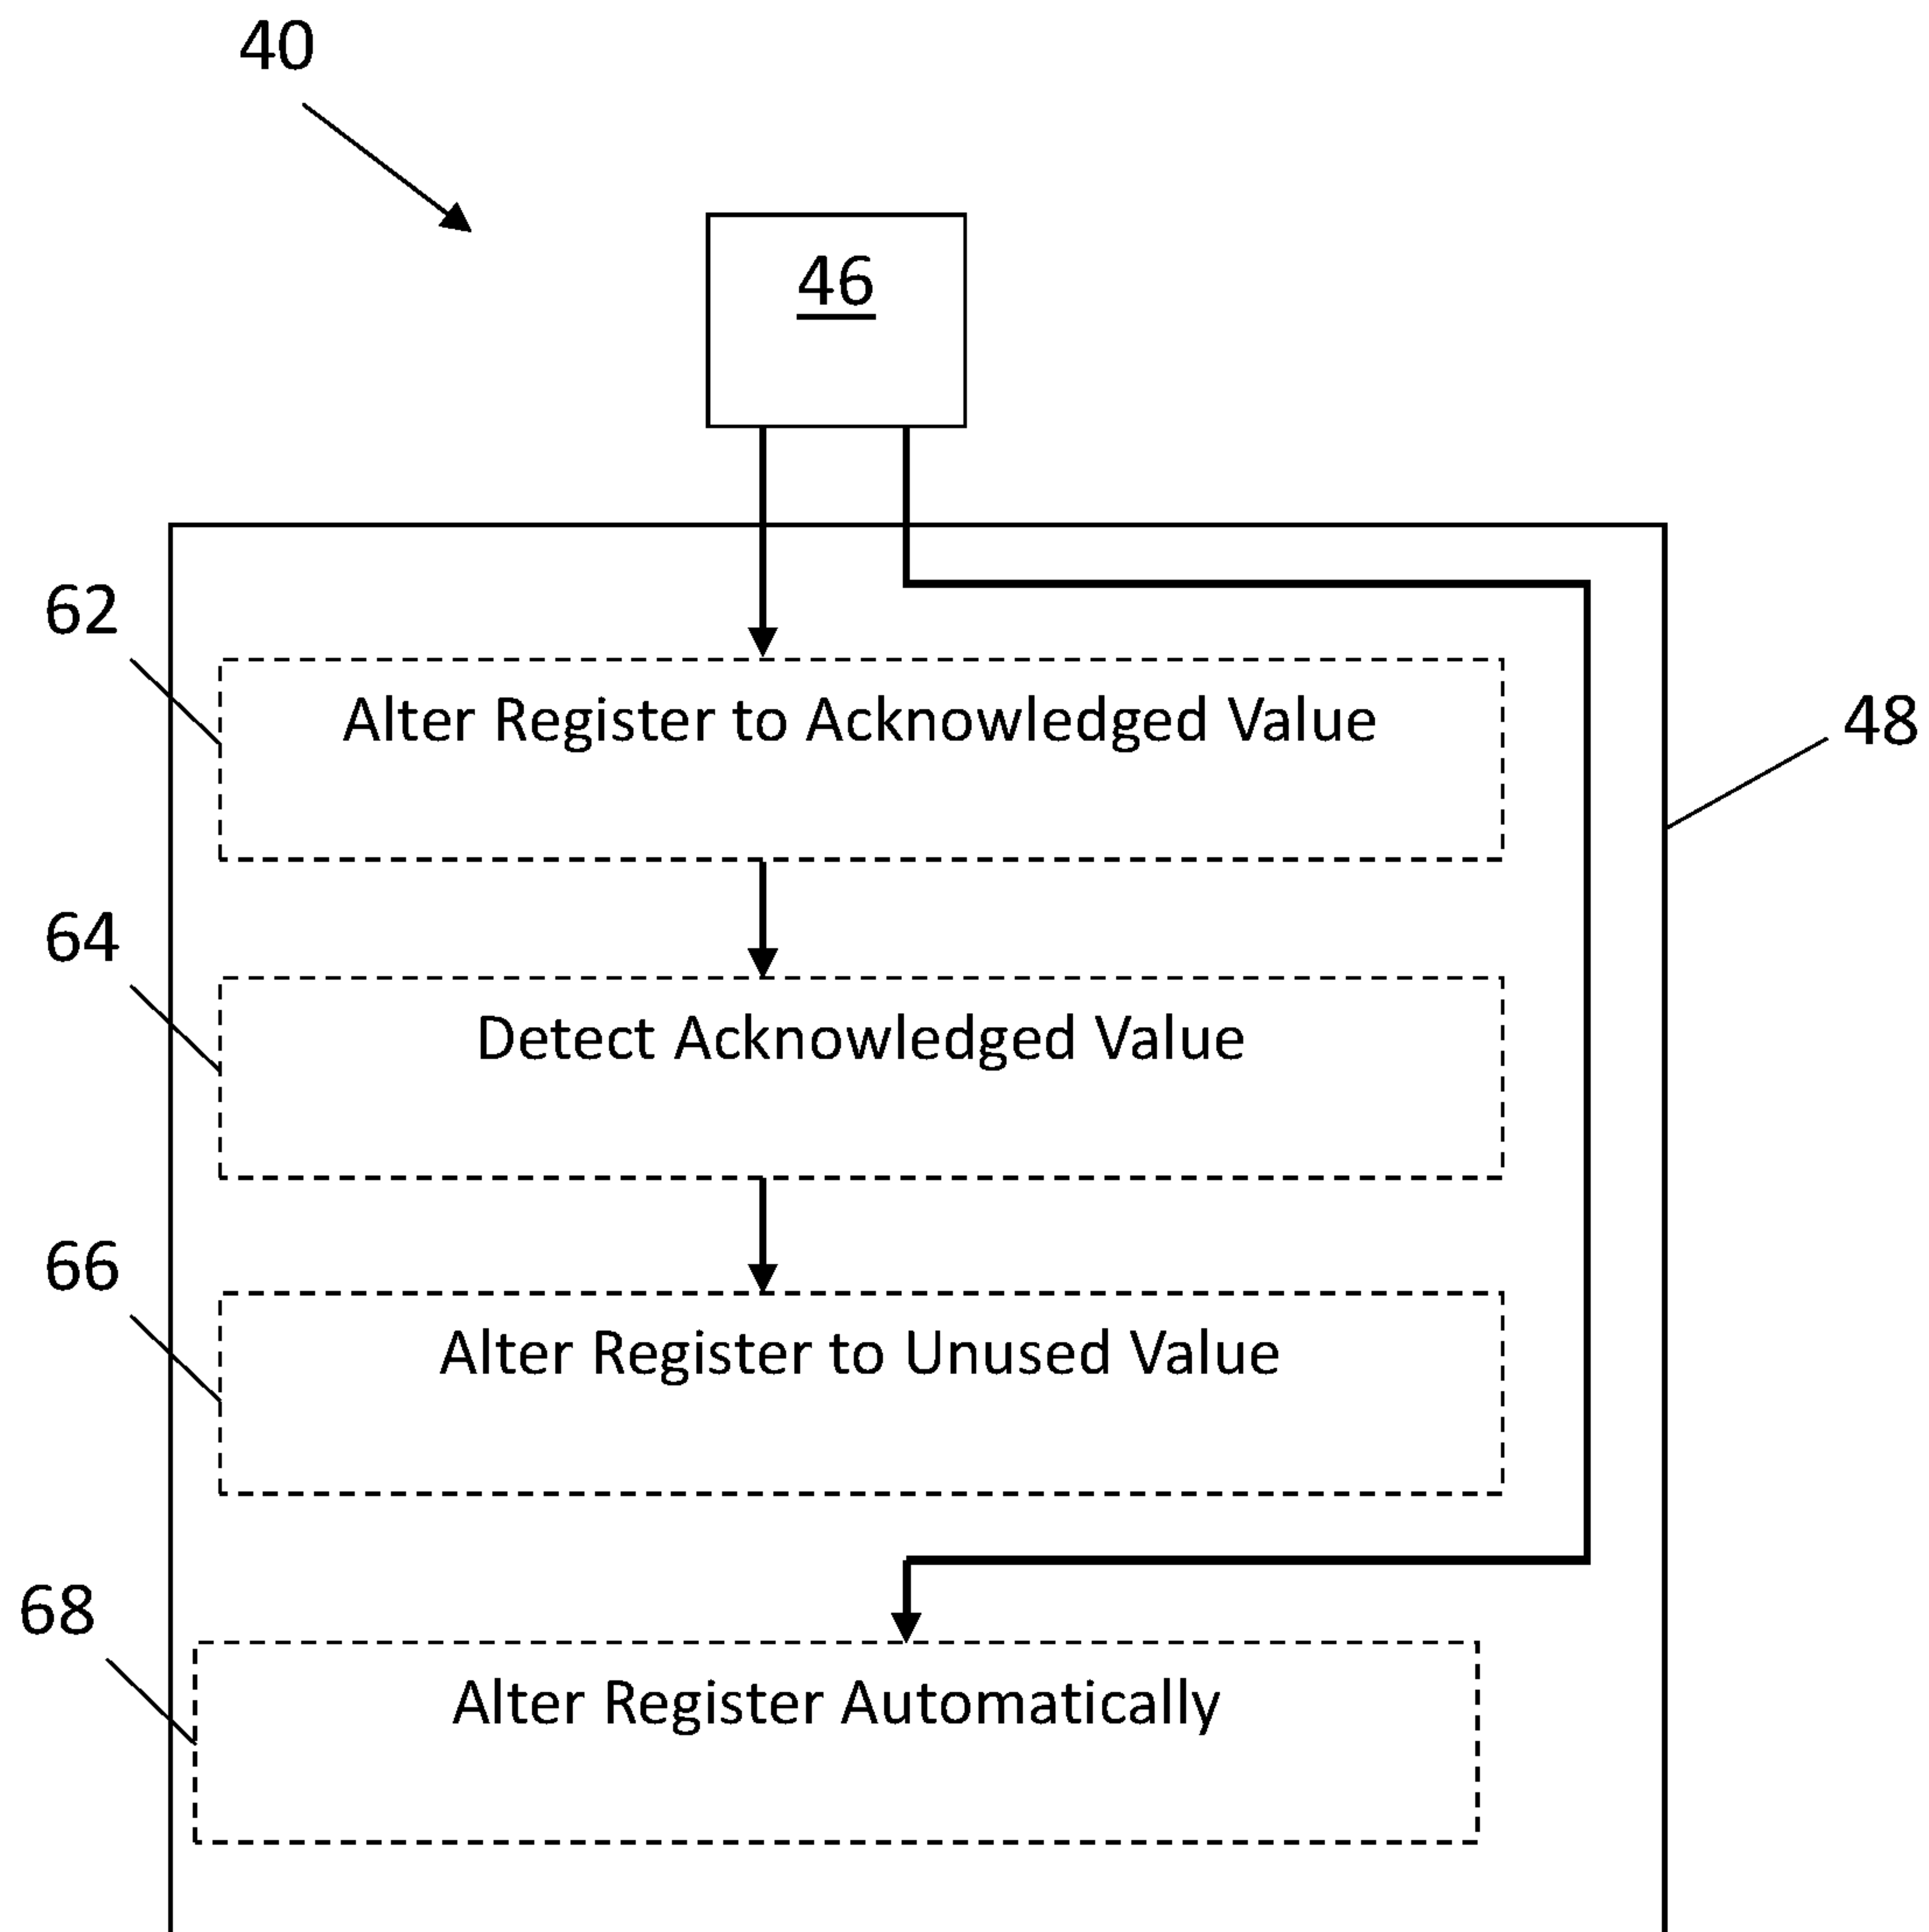 40
46
62
Alter Register to Acknowledged Value
48
64
Detect Acknowledged Value
66
Alter Register to Unused Value
68
Alter Register Automatically